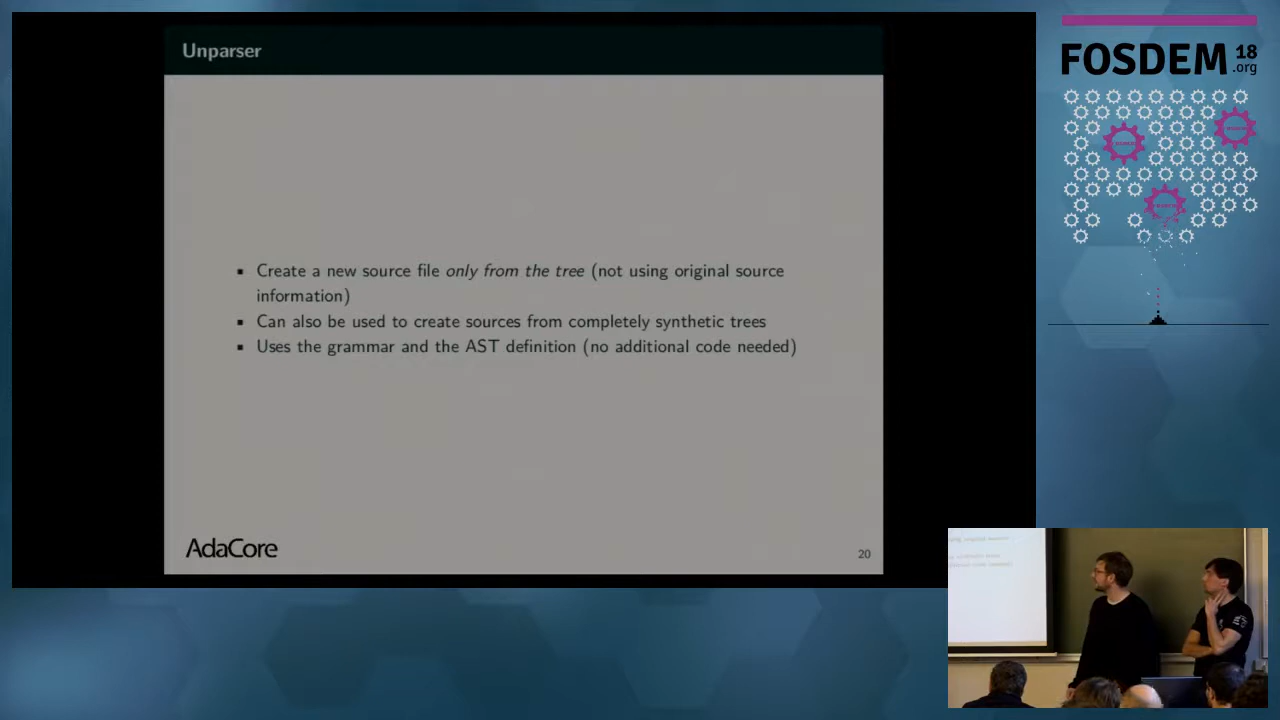 Unparser
▪ Create a new source file only from the tree (not using original source
information)
▪ Can also be used to create sources from completely synthetic trees
▪ Uses the grammar and the AST definition (no additional code needed)
AdaCore
20
FOSDEM 18
.org